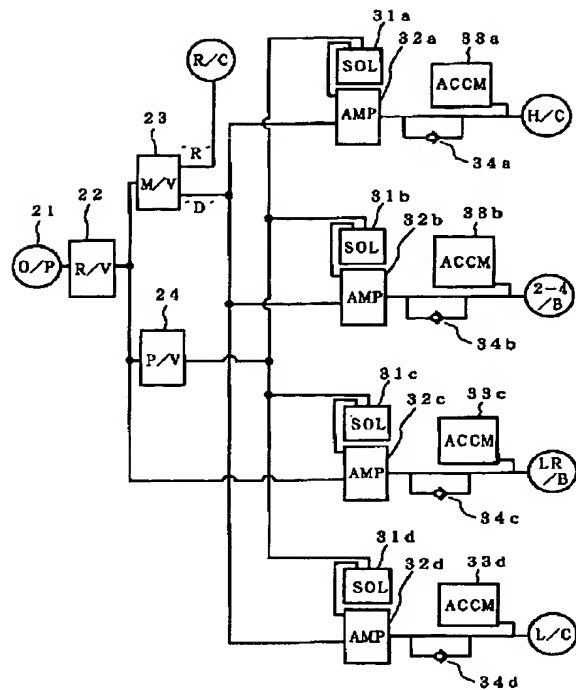 31a
32a
33a
R/C
SOL
ACCM
23
AMP
H/C
"R"
34a
M/V
"D"
21
22
31b
32b
33b
O/P
R/V
SOL
ACCM
24
AMP
2-4/B
34b
P/V
31c
32c
33c
SOL
ACCM
AMP
LR/B
34c
31d
32d
33d
SOL
ACCM
AMP
L/C
34d